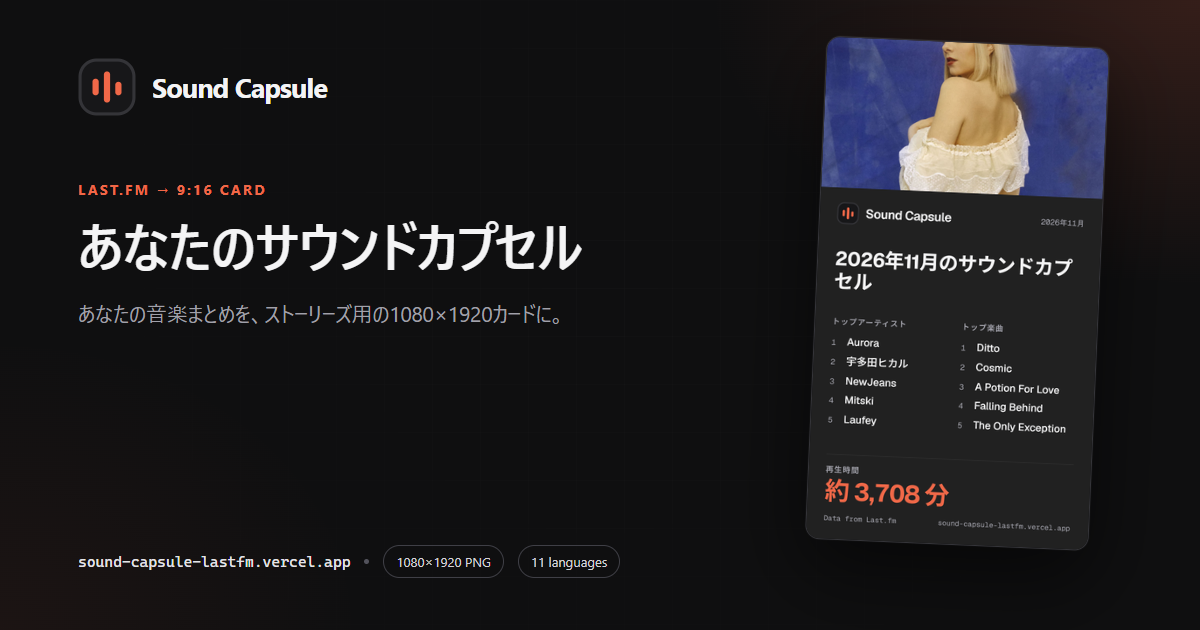 Sound Capsule
LAST.FM → 9:16 CARD
あなたのサウンドカプセル
あなたの音楽まとめを、ストーリーズ用の1080×1920カードに。
sound-capsule-lastfm.vercel.app • 1080×1920 PNG 11 languages
Sound Capsule
2026年11月
2026年11月のサウンドカプ
セル
トップアーティスト
1 Aurora
2 宇多田ヒカル
3 NewJeans
4 Mitski
5 Laufey
トップ楽曲
1 Ditto
2 Cosmic
3 A Potion For Love
4 Falling Behind
5 The Only Exception
再生時間
約 3,708 分
Data from Last.fm
sound-capsule-lastfm.vercel.app